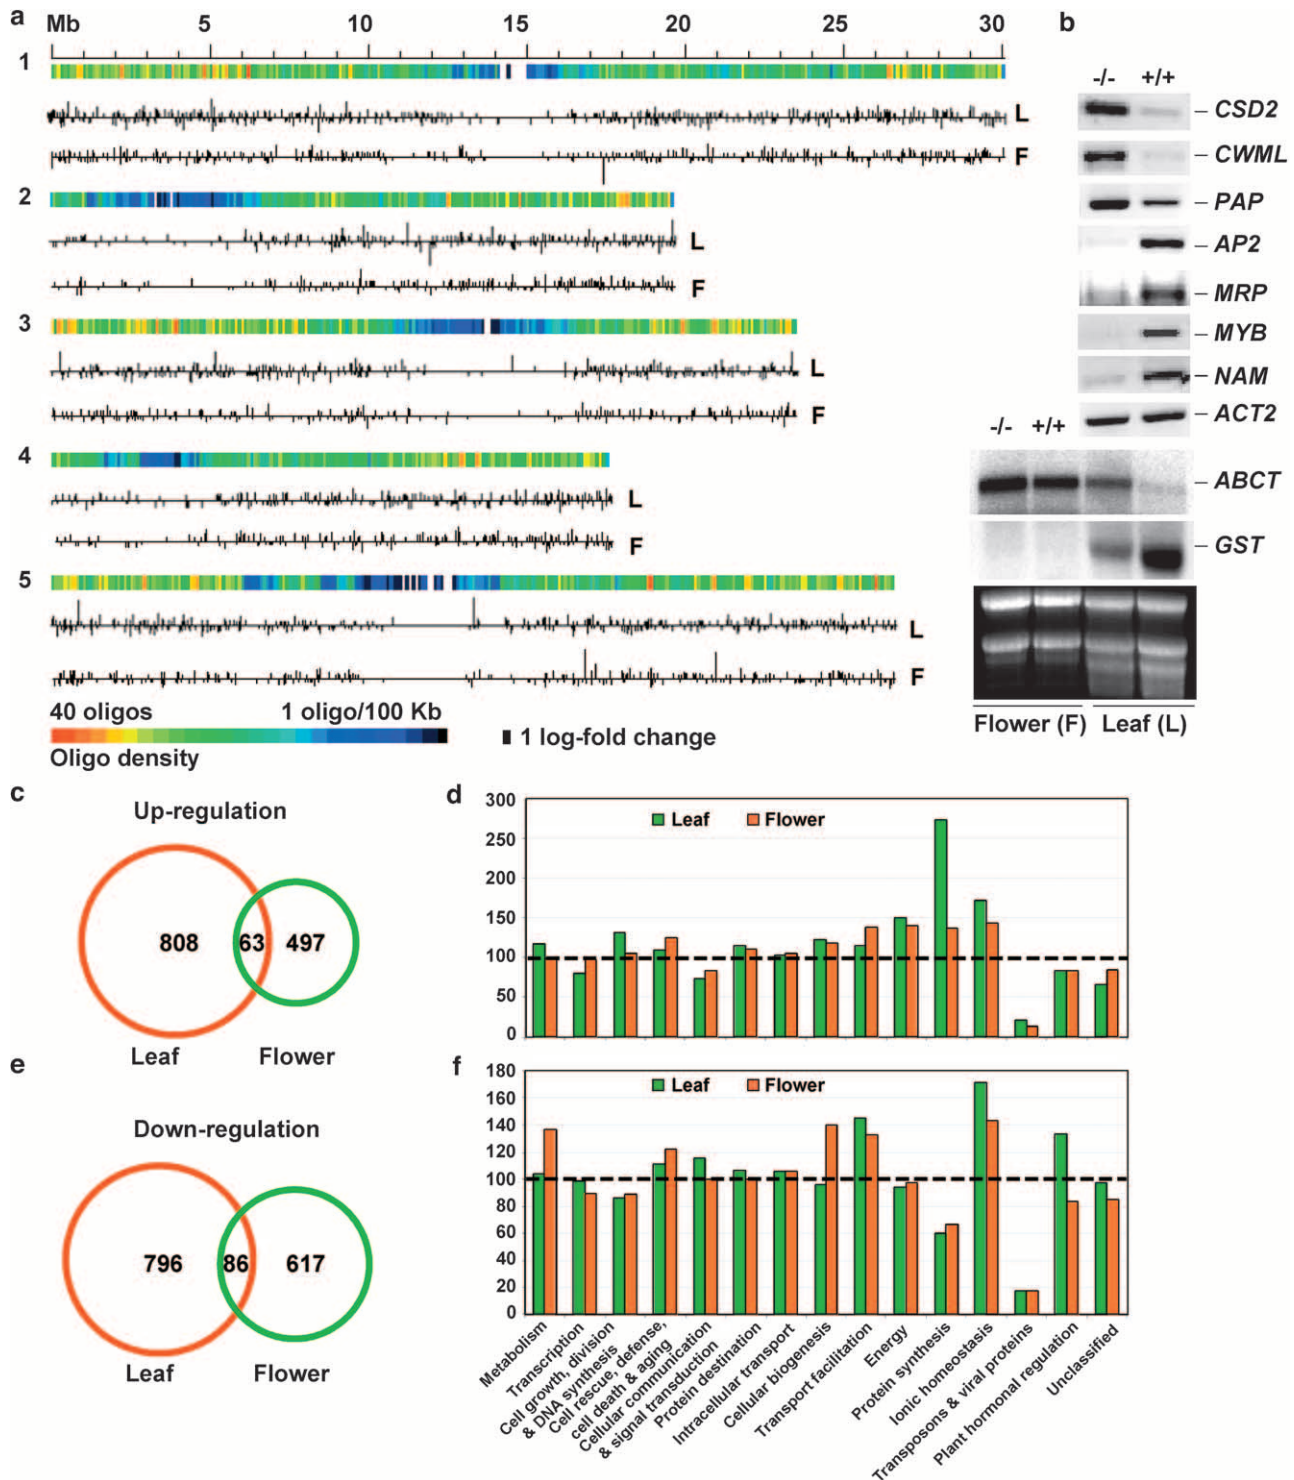 a
Mb 5 10 15 20 25 30
1
L
F
2
L
F
3
L
F
4
L
F
5
L
F
40 oligos 1 oligo/100 Kb
Oligo density
1 log-fold change
b
-/- +/+
CSD2
CWML
PAP
AP2
MRP
MYB
NAM
ACT2
-/- +/+
ABCT
GST
Flower (F) Leaf (L)
c
Up-regulation
808 63 497
Leaf Flower
d
300
250
200
150
100
50
0
Leaf Flower
e
Down-regulation
796 86 617
Leaf Flower
f
180
160
140
120
100
80
60
40
20
0
Leaf Flower
Metabolism
Transcription
Cell growth, division
& DNA synthesis
Cell rescue, defense,
cell death & aging
Cellular communication
& signal transduction
Protein destination
Intracellular transport
Cellular biogenesis
Transport facilitation
Energy
Protein synthesis
Ionic homeostasis
Transposons & viral proteins
Plant hormonal regulation
Unclassified